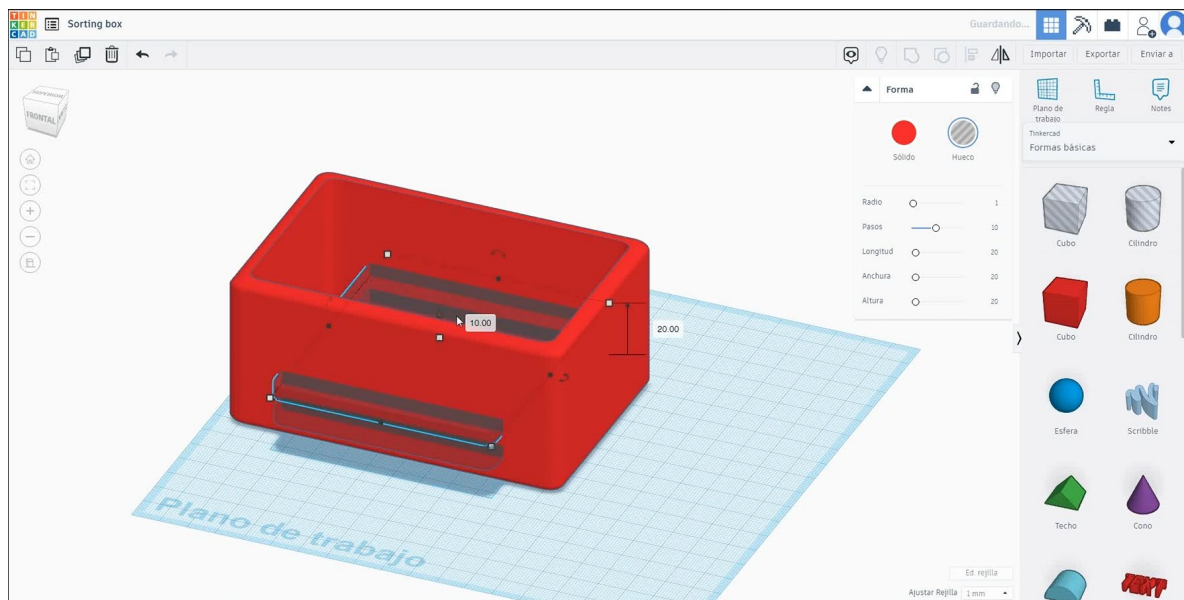 TIN
KER
CAD
Sorting box
Guardando...
Importar
Exportar
Enviar a
FRONTAL
Forma
Sólido
Hueco
Radio
1
Pasos
10
Longitud
20
Anchura
20
Altura
20
Plano de
trabajo
Regla
Notes
Tinkercad
Formas básicas
Cubo
Cilindro
Cubo
Cilindro
Esfera
Scribble
Techo
Cono
TEXT
10.00
20.00
Plano de trabajo
Ed. rejilla
Ajustar Rejilla
1 mm